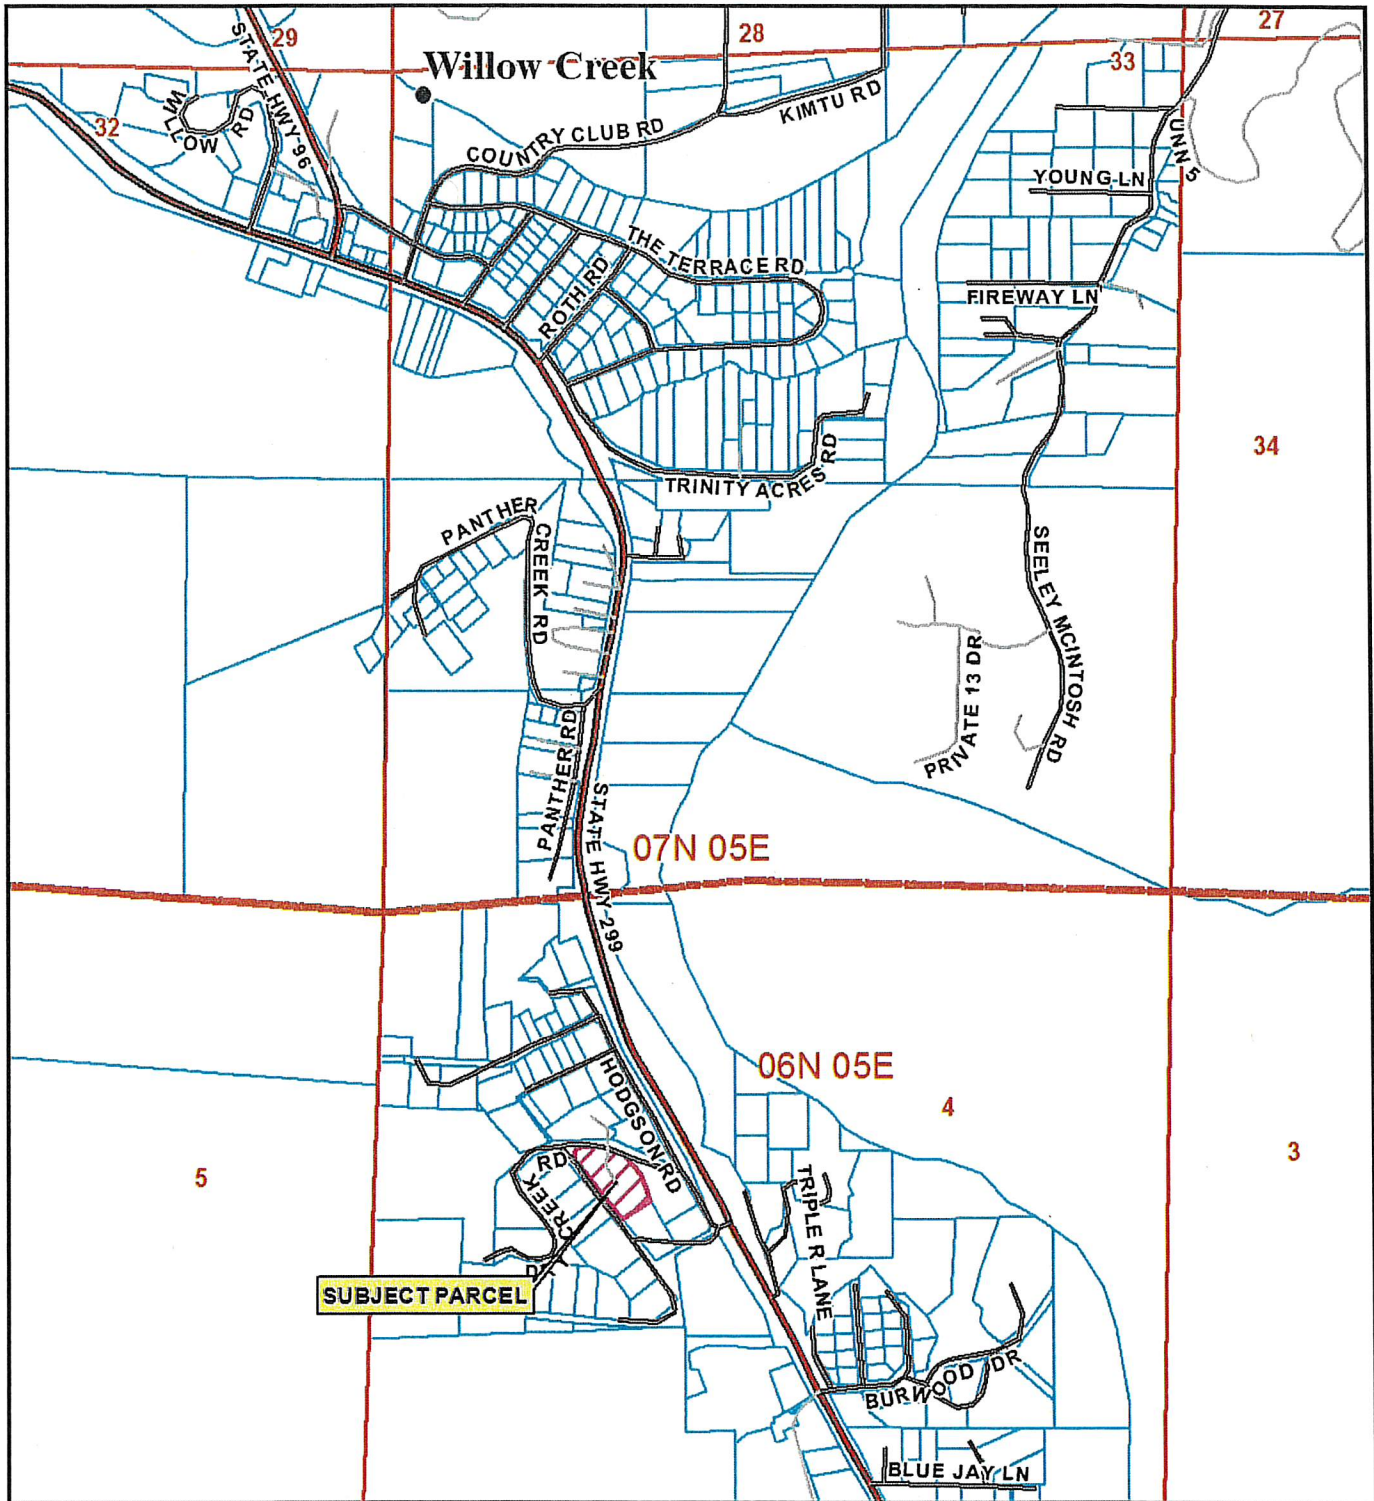 29
28
27
STATE HWY 96
Willow Creek
33
32
WILLOW RD
KIMTU RD
COUNTRY CLUB RD
UNN 5
YOUNG LN
THE TERRACE RD
ROTH RD
FIREWAY LN
34
TRINITY ACRES RD
PANTHER CREEK RD
SEELEY MCINTOSH RD
PRIVATE 13 DR
PANTHER RD
STATE HWY 299
07N 05E
06N 05E
4
3
5
HODGSON RD
CREEK RD
TRIPLE R LANE
SUBJECT PARCEL
BURWOOD DR
BLUE JAY LN